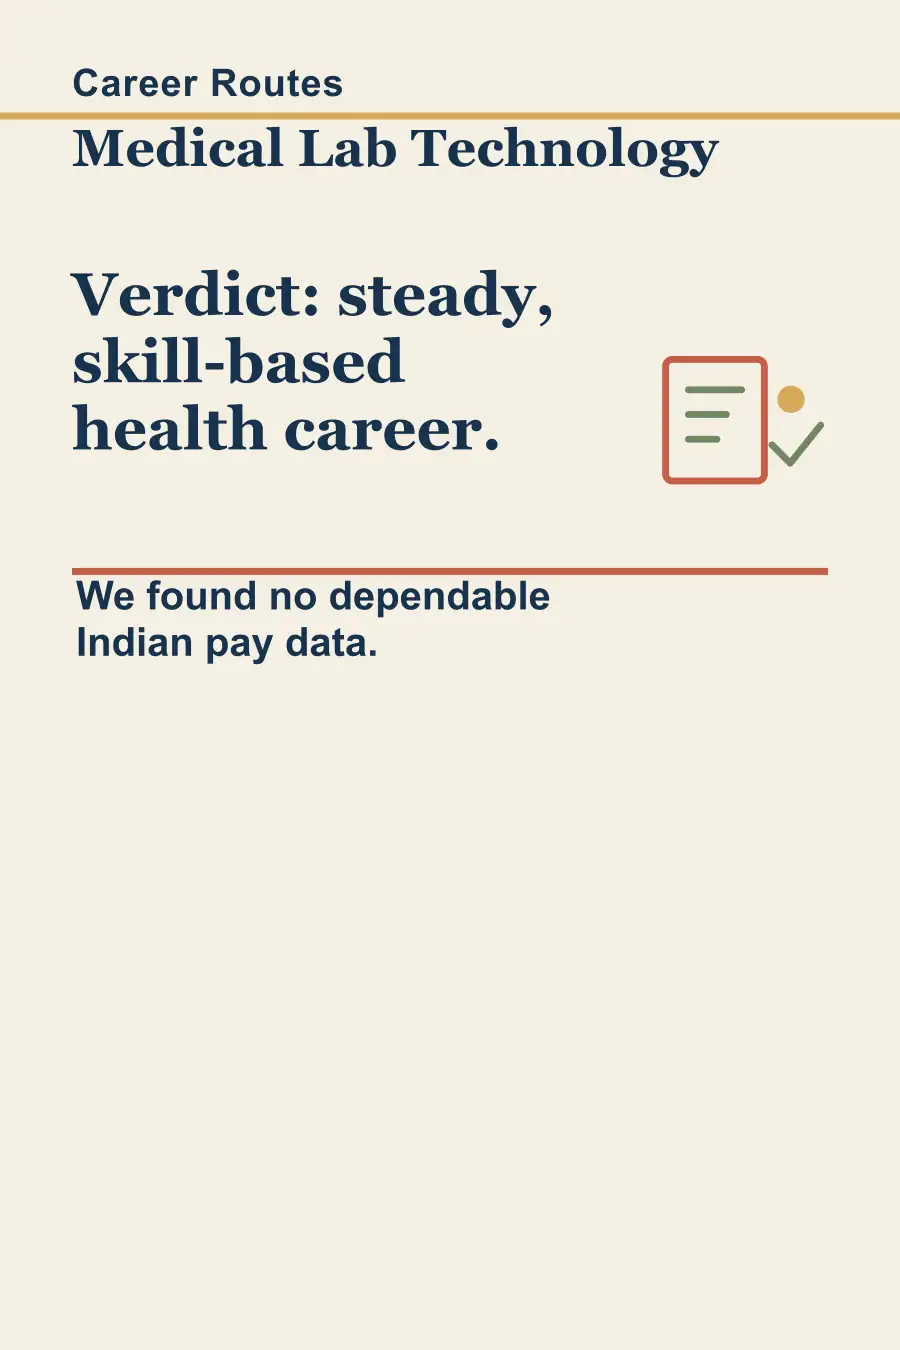 Career Routes
Medical Lab Technology
Verdict: steady,
skill-based
health career.
We found no dependable
Indian pay data.